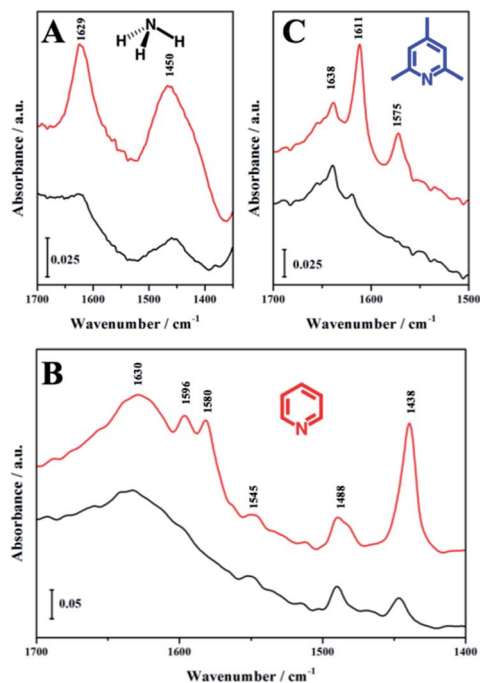 A
1629
1450
N
H
H
H
Absorbance / a.u.
0.025
1700
1600
1500
1400
Wavenumber / cm⁻¹
C
1638
1611
1575
N
Absorbance / a.u.
0.025
1700
1600
1500
Wavenumber / cm⁻¹
B
1630
1596
1580
1545
1488
1438
N
Absorbance / a.u.
0.05
1700
1600
1500
1400
Wavenumber / cm⁻¹